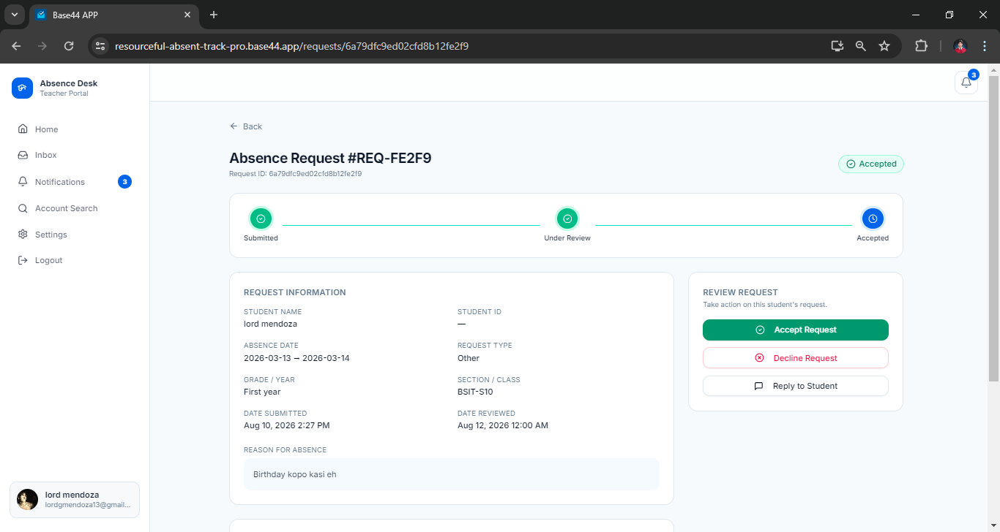 Base44 APP
resourceful-absent-track-pro.base44.app/requests/6a79dfc9ed02cfd8b12fe2f9
Absence Desk
Teacher Portal
3
Home
Inbox
Notifications 3
Account Search
Settings
Logout
lord mendoza
lordgmendoza13@gmail...
Back
Absence Request #REQ-FE2F9
Request ID: 6a79dfc9ed02cfd8b12fe2f9
Accepted
Submitted
Under Review
Accepted
REQUEST INFORMATION
STUDENT NAME
lord mendoza
STUDENT ID
—
ABSENCE DATE
2026-03-13 – 2026-03-14
REQUEST TYPE
Other
GRADE / YEAR
First year
SECTION / CLASS
BSIT-S10
DATE SUBMITTED
Aug 10, 2026 2:27 PM
DATE REVIEWED
Aug 12, 2026 12:00 AM
REASON FOR ABSENCE
Birthday kopo kasi eh
REVIEW REQUEST
Take action on this student's request.
Accept Request
Decline Request
Reply to Student